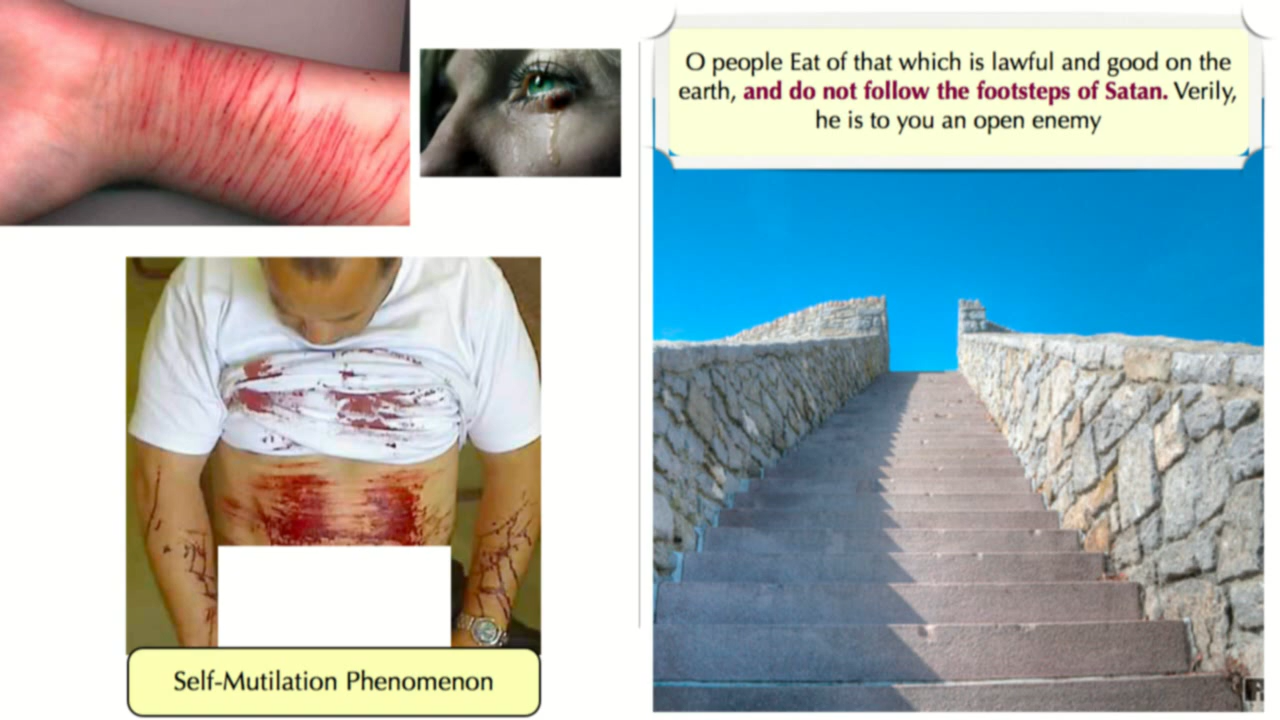 O people Eat of that which is lawful and good on the
earth, and do not follow the footsteps of Satan. Verily,
he is to you an open enemy
Self-Mutilation Phenomenon